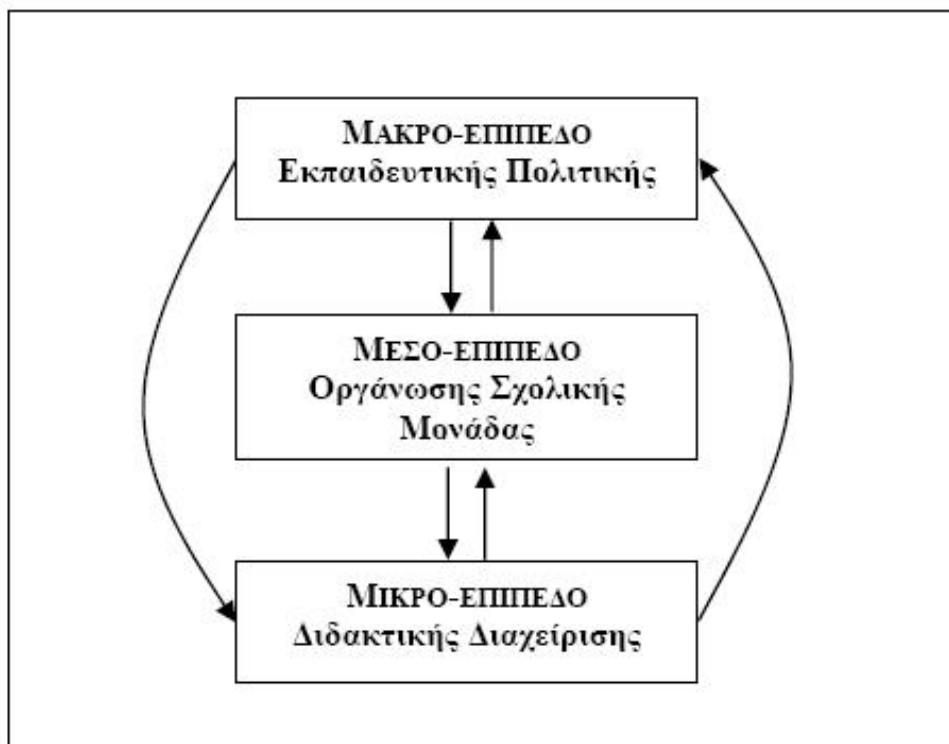 ΜΑΚΡΟ-ΕΠΙΠΕΔΟ
Εκπαιδευτικής Πολιτικής
ΜΕΣΟ-ΕΠΙΠΕΔΟ
Οργάνωσης Σχολικής
Μονάδας
ΜΙΚΡΟ-ΕΠΙΠΕΔΟ
Διδακτικής Διαχείρισης